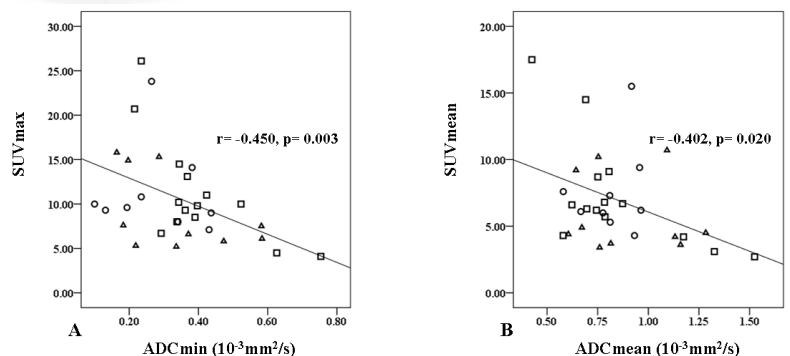 30.00
25.00
20.00
15.00
10.00
5.00
0.00
SUVmax
r= -0.450, p= 0.003
0.20 0.40 0.60 0.80
A
ADCmin (10-3mm2/s)
20.00
15.00
10.00
5.00
0.00
SUVmean
r= -0.402, p= 0.020
0.50 0.75 1.00 1.25 1.50
B
ADCmean (10-3mm2/s)